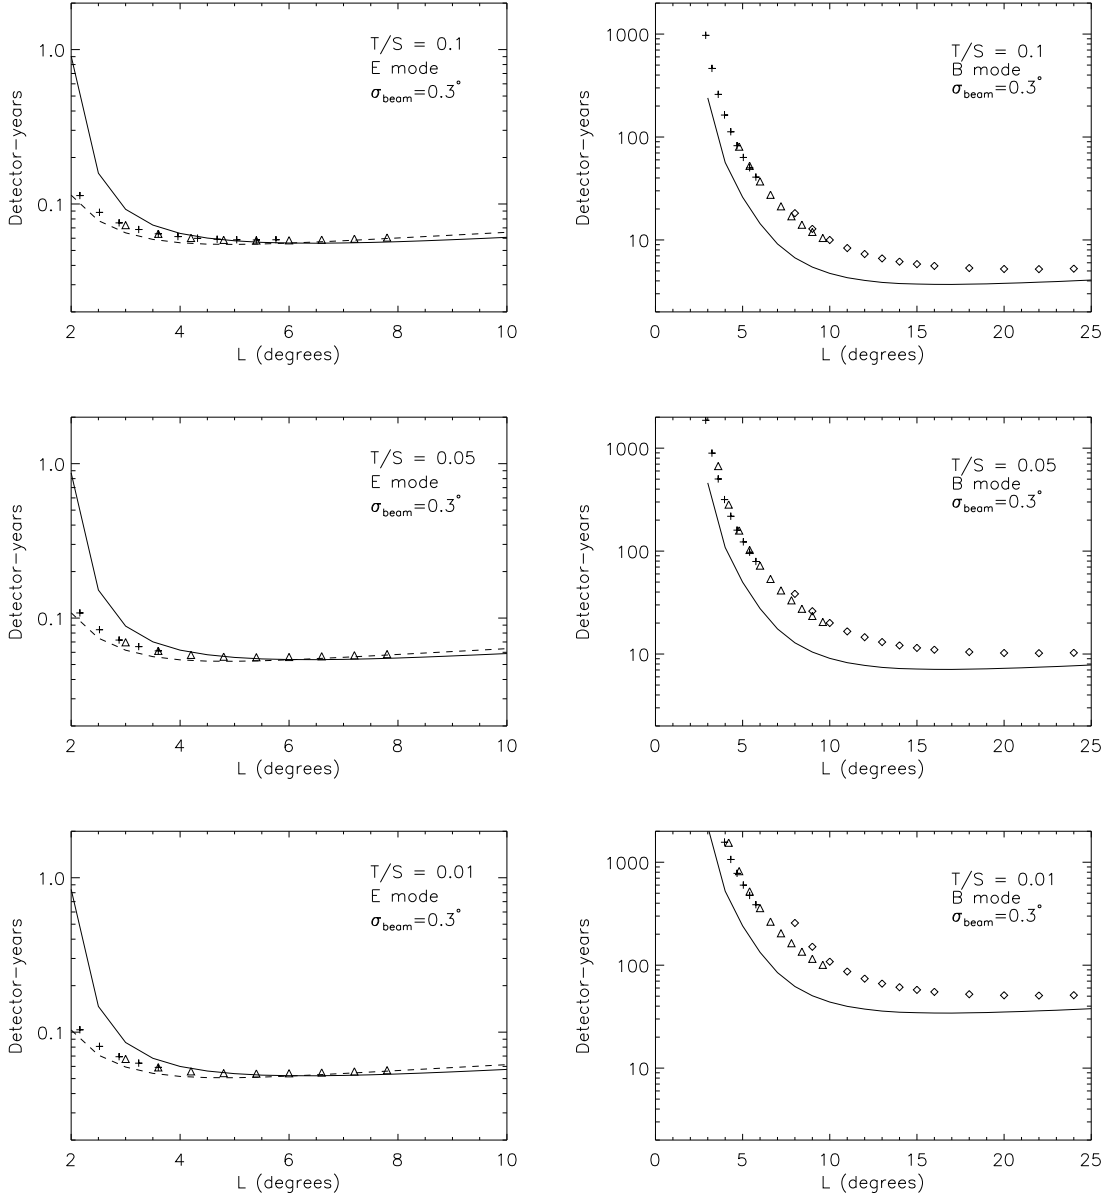 T/S = 0.1
E mode
σbeam=0.3°
1.0
0.1
Detector-years
2 4 6 8 10
L (degrees)
T/S = 0.1
B mode
σbeam=0.3°
1000
100
10
Detector-years
0 5 10 15 20 25
L (degrees)
T/S = 0.05
E mode
σbeam=0.3°
1.0
0.1
Detector-years
2 4 6 8 10
L (degrees)
T/S = 0.05
B mode
σbeam=0.3°
1000
100
10
Detector-years
0 5 10 15 20 25
L (degrees)
T/S = 0.01
E mode
σbeam=0.3°
1.0
0.1
Detector-years
2 4 6 8 10
L (degrees)
T/S = 0.01
B mode
σbeam=0.3°
1000
100
10
Detector-years
0 5 10 15 20 25
L (degrees)